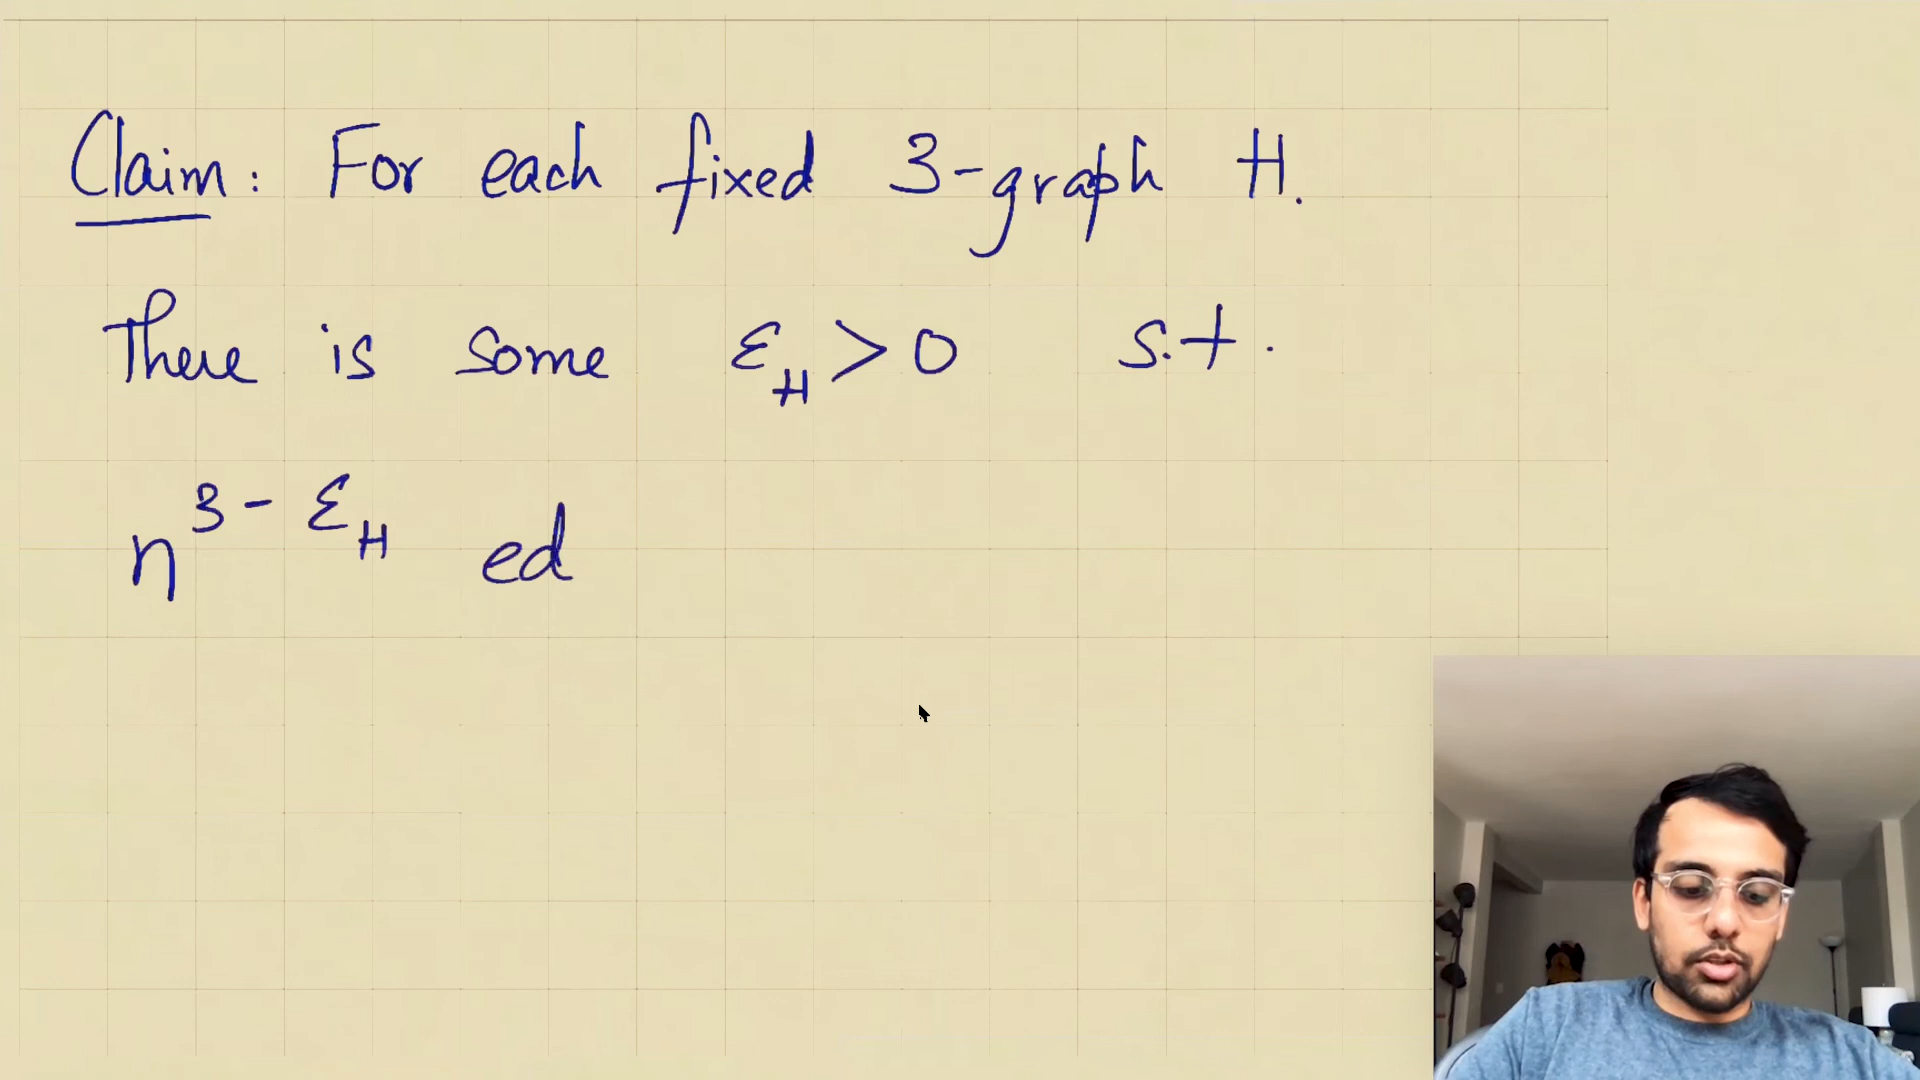 Claim: For each fixed 3-graph H.
There is some ε_H > 0 s.t.
n^{3-ε_H} ed